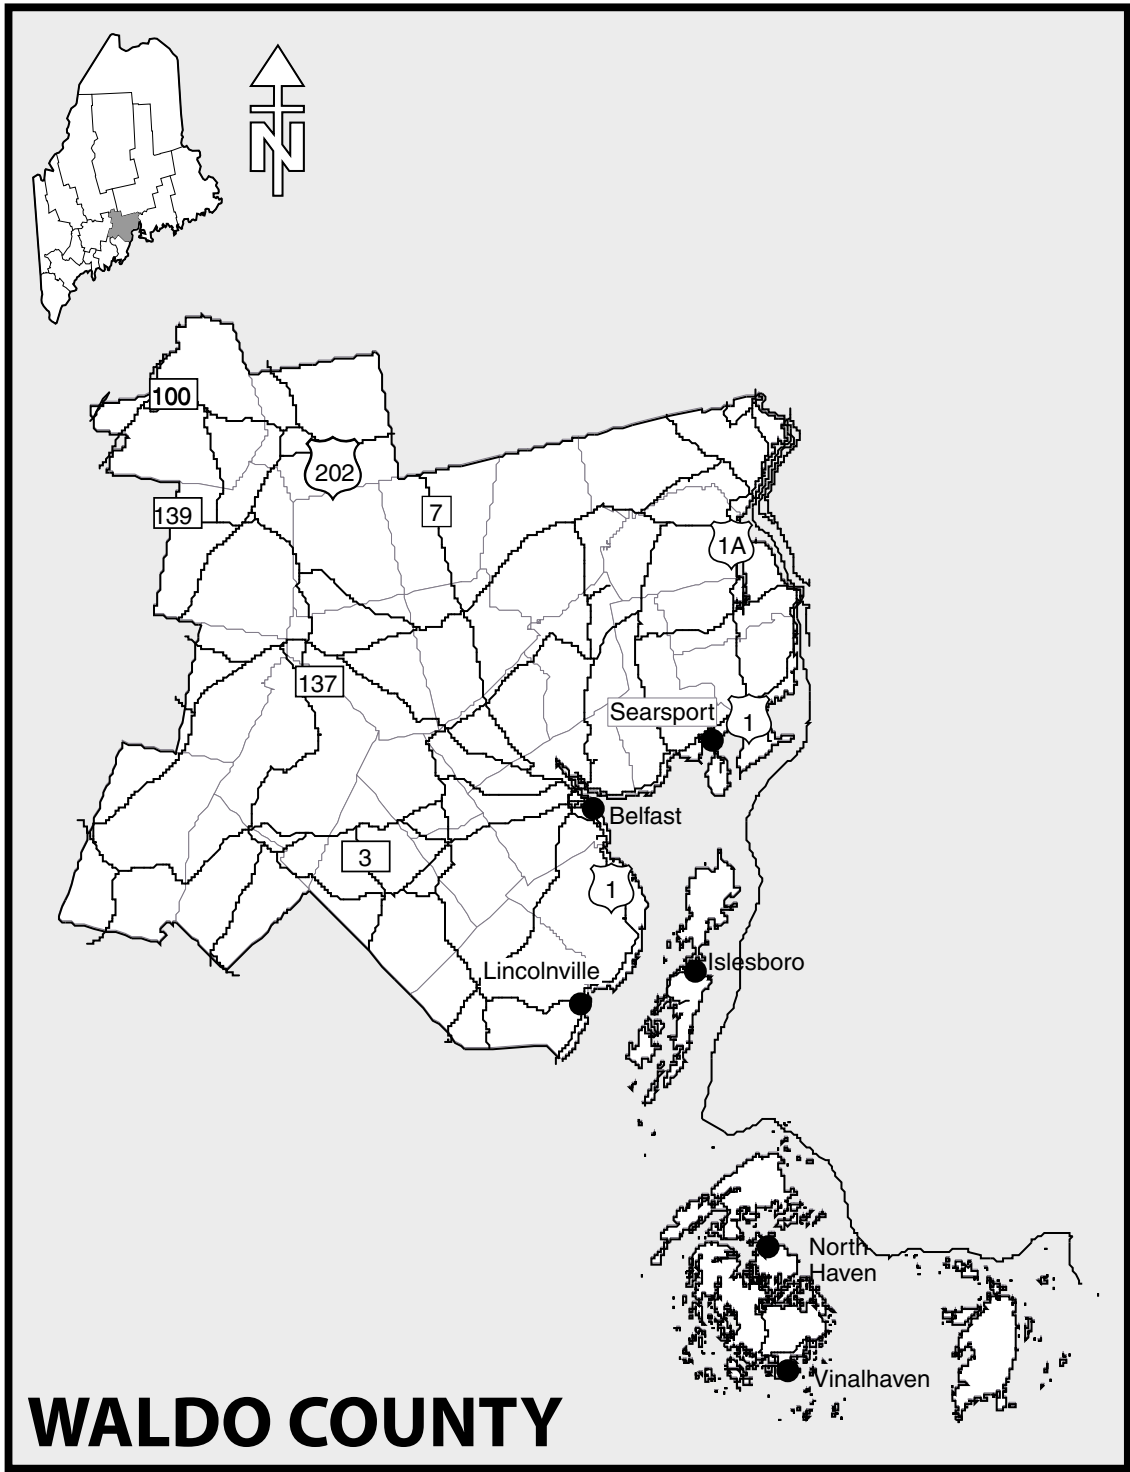 N
100
202
139
7
1A
137
Searsport
1
Belfast
3
1
Islesboro
Lincolnville
North
Haven
Vinalhaven
WALDO COUNTY